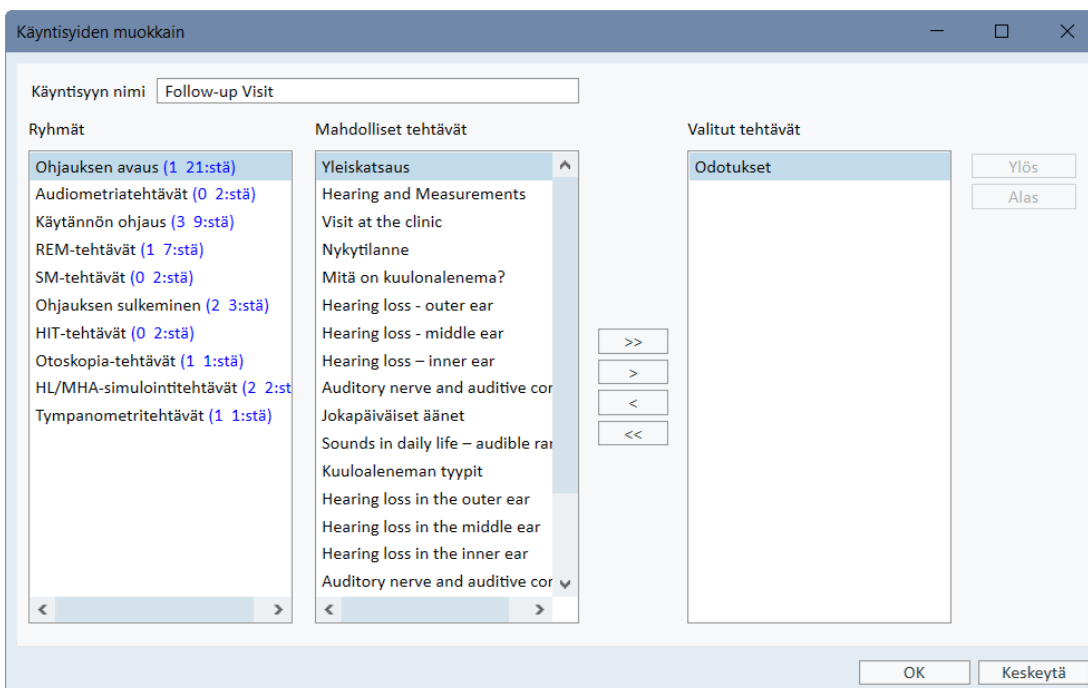 Käyntisyiden muokkain
Käyntisyyn nimi Follow-up Visit
Ryhmät
Ohjauksen avaus (1 21:stä)
Audiometriatehtävät (0 2:stä)
Käytännön ohjaus (3 9:stä)
REM-tehtävät (1 7:stä)
SM-tehtävät (0 2:stä)
Ohjauksen sulkeminen (2 3:stä)
HIT-tehtävät (0 2:stä)
Otoskopia-tehtävät (1 1:stä)
HL/MHA-simulointitehtävät (2 2:st
Tympanometritehtävät (1 1:stä)
Mahdolliset tehtävät
Yleiskatsaus
Hearing and Measurements
Visit at the clinic
Nykytilanne
Mitä on kuulonalenema?
Hearing loss - outer ear
Hearing loss - middle ear
Hearing loss – inner ear
Auditory nerve and auditive cor
Jokapäiväiset äänet
Sounds in daily life – audible ran
Kuuloaleneman tyypit
Hearing loss in the outer ear
Hearing loss in the middle ear
Hearing loss in the inner ear
Auditory nerve and auditive cor
>>
>
<
<<
Valitut tehtävät
Odotukset
Ylös
Alas
OK
Keskeytä